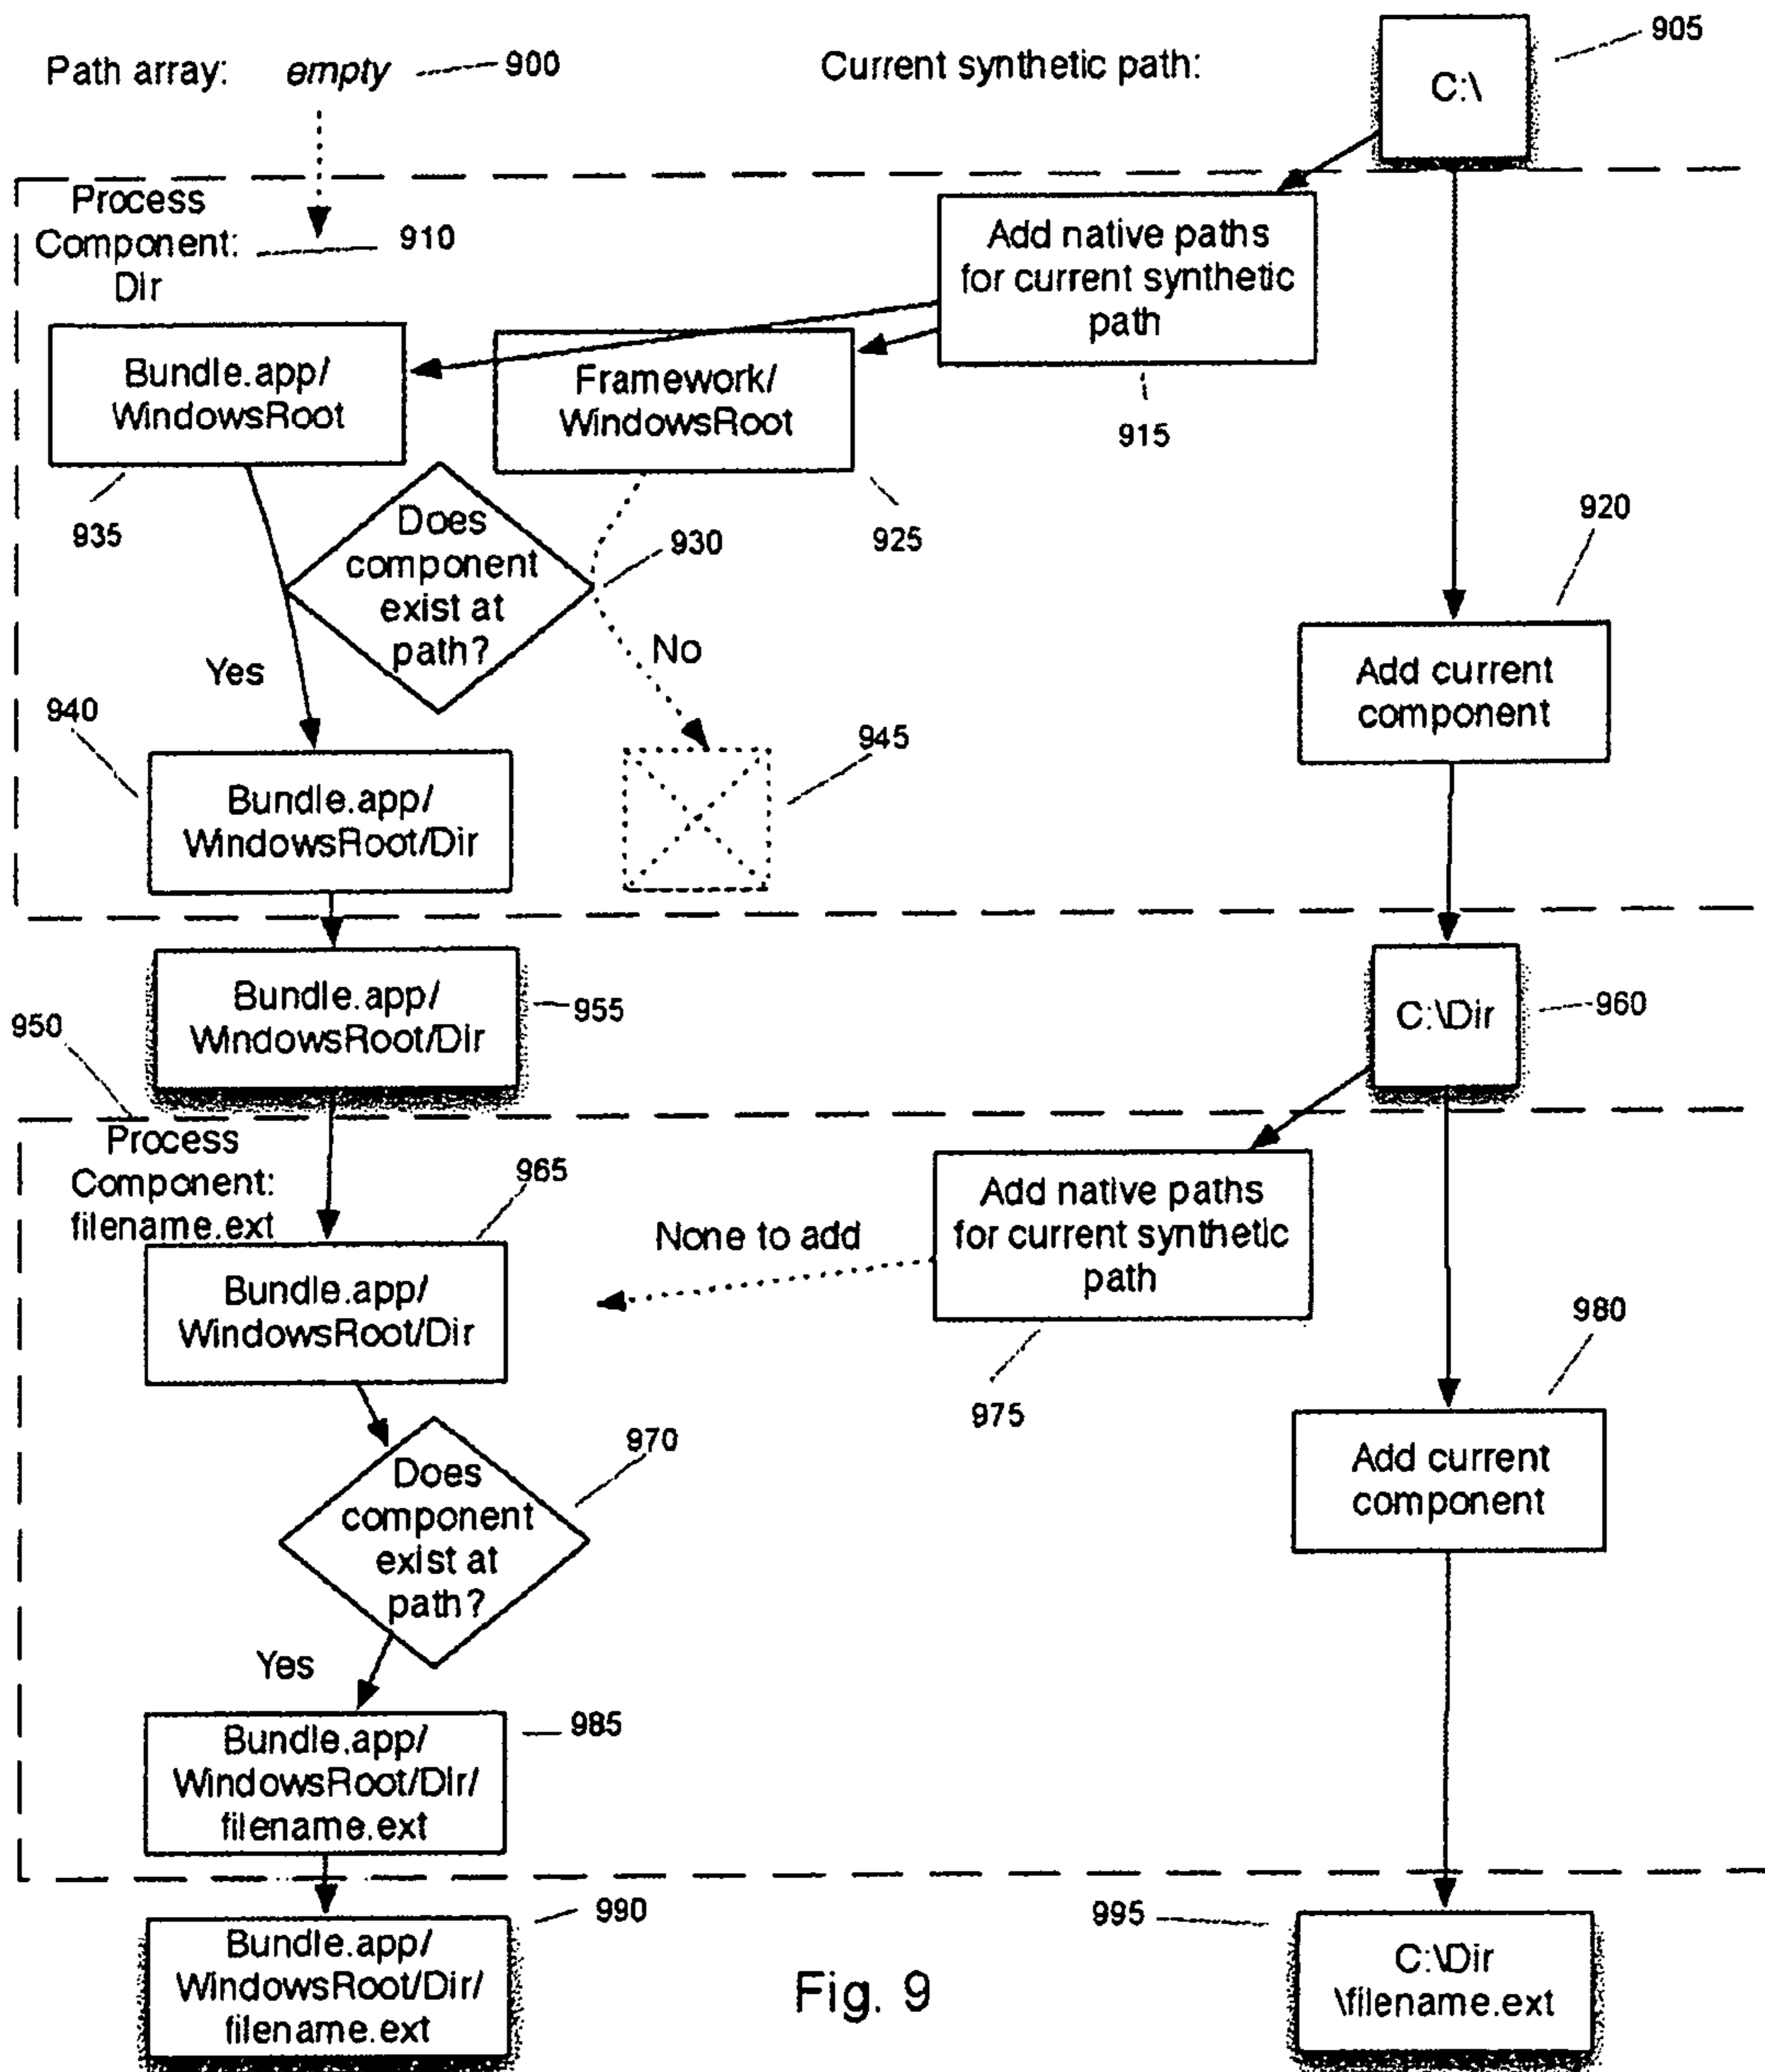 Path array: empty 900
Current synthetic path:
C:\
905
Process
Component:
Dir
910
Add native paths
for current synthetic
path
915
Bundle.app/
WindowsRoot
935
Framework/
WindowsRoot
925
920
Does
component
exist at
path?
930
Yes
No
Add current
component
940
945
Bundle.app/
WindowsRoot/Dir
Bundle.app/
WindowsRoot/Dir
955
C:\Dir
960
950
Process
Component:
filename.ext
965
Add native paths
for current synthetic
path
975
None to add
Bundle.app/
WindowsRoot/Dir
980
Add current
component
Does
component
exist at
path?
970
Yes
Bundle.app/
WindowsRoot/Dir/
filename.ext
985
Bundle.app/
WindowsRoot/Dir/
filename.ext
990
Fig. 9
995
C:\Dir
\filename.ext